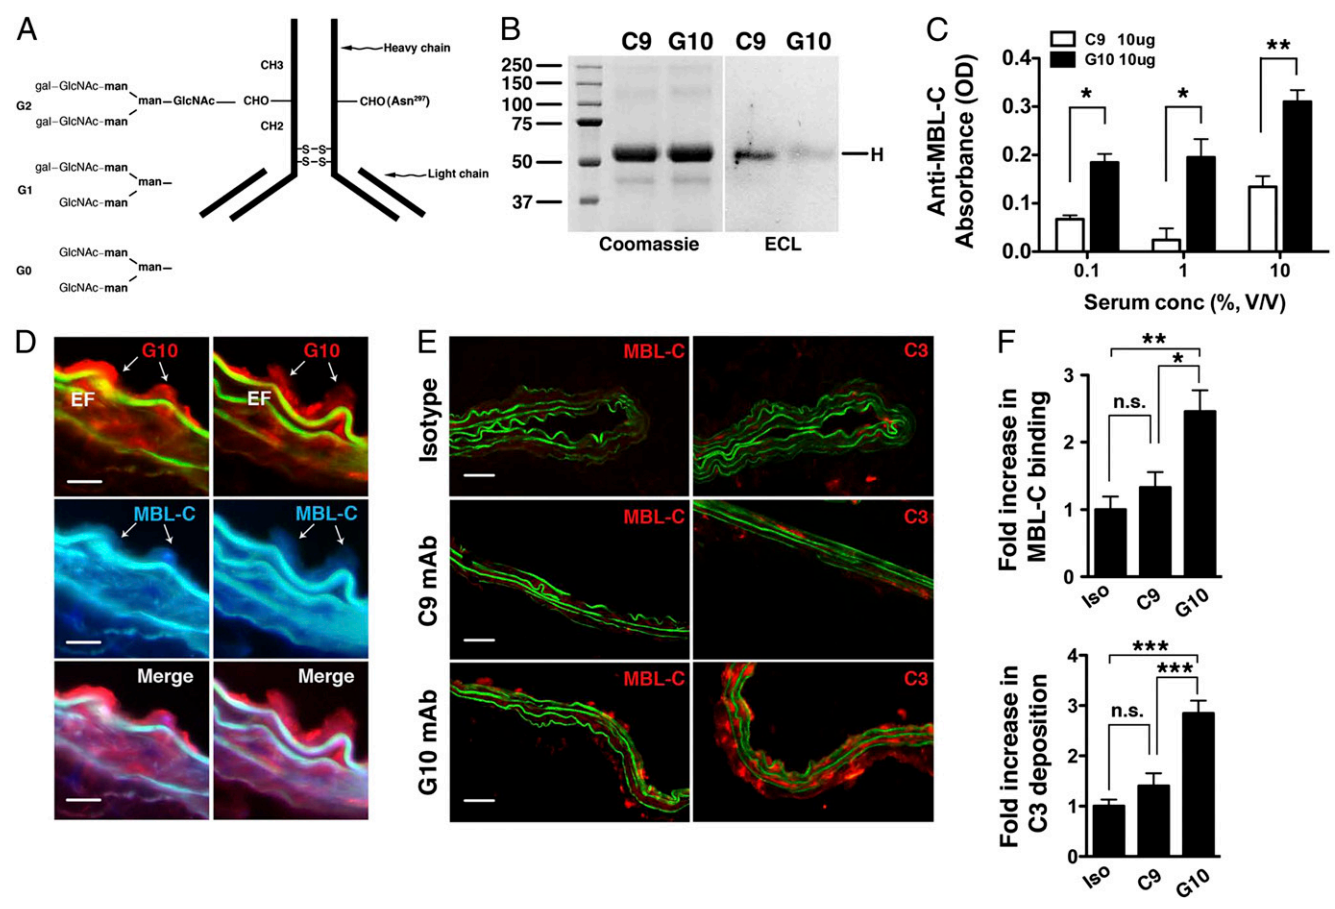 A
Heavy chain
CH3
gal–GlcNAc–man
G2
man–GlcNAc
CHO
CHO (Asn297)
gal–GlcNAc–man
CH2
S–S
S–S
gal–GlcNAc–man
man
G1
GlcNAc–man
Light chain
GlcNAc–man
G0
man
GlcNAc–man
B
C9 G10 C9 G10
250
150
100
75
50
37
H
Coomassie ECL
C
C9 10ug
G10 10ug
Anti-MBL-C
Absorbance (OD)
0.4
0.3
0.2
0.1
0.0
* * **
0.1 1 10
Serum conc (%, V/V)
D
G10 G10
EF EF
MBL-C MBL-C
Merge Merge
E
Isotype
MBL-C C3
C9 mAb
MBL-C C3
G10 mAb
MBL-C C3
F
Fold increase in
MBL-C binding
3
2
1
0
**
*
n.s.
Iso C9 G10
Fold increase in
C3 deposition
4
3
2
1
0
***
***
n.s.
Iso C9 G10